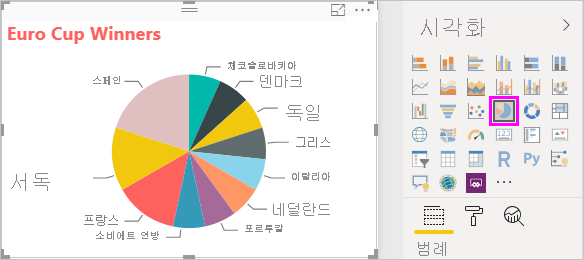 Euro Cup Winners
시각화
체코슬로바키아
스페인
덴마크
독일
그리스
이탈리아
서독
네덜란드
프랑스
포르투갈
소비에트 연방
123
R
Py
범례